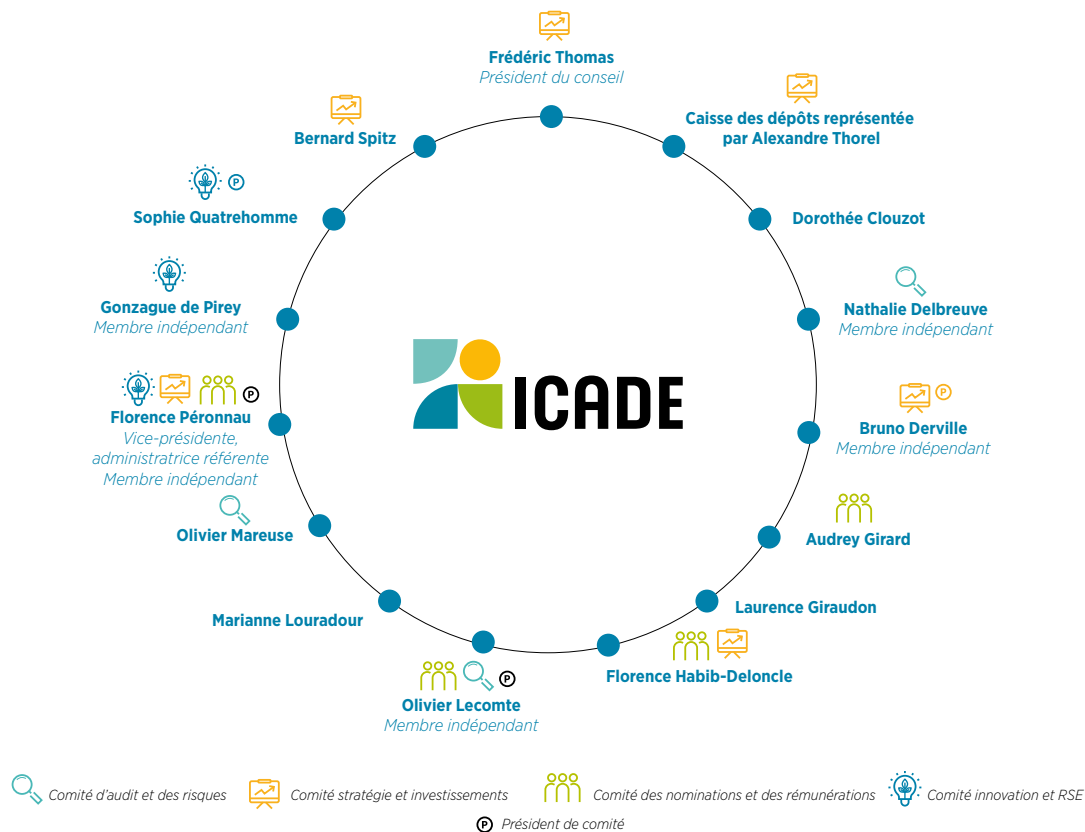 Frédéric Thomas
Président du conseil
Caisse des dépôts représentée
par Alexandre Thorel
Bernard Spitz
P
Sophie Quatrehomme
Dorothée Clouzot
Gonzague de Pirey
Membre indépendant
Nathalie Delbreuve
Membre indépendant
ICADE
P
Florence Péronnau
Vice-présidente,
administratrice référente
Membre indépendant
P
Bruno Derville
Membre indépendant
Olivier Mareuse
Audrey Girard
Marianne Louradour
Laurence Giraudon
P
Olivier Lecomte
Membre indépendant
Florence Habib-Deloncle
Comité d'audit et des risques
Comité stratégie et investissements
Comité des nominations et des rémunérations
Comité innovation et RSE
P Président de comité